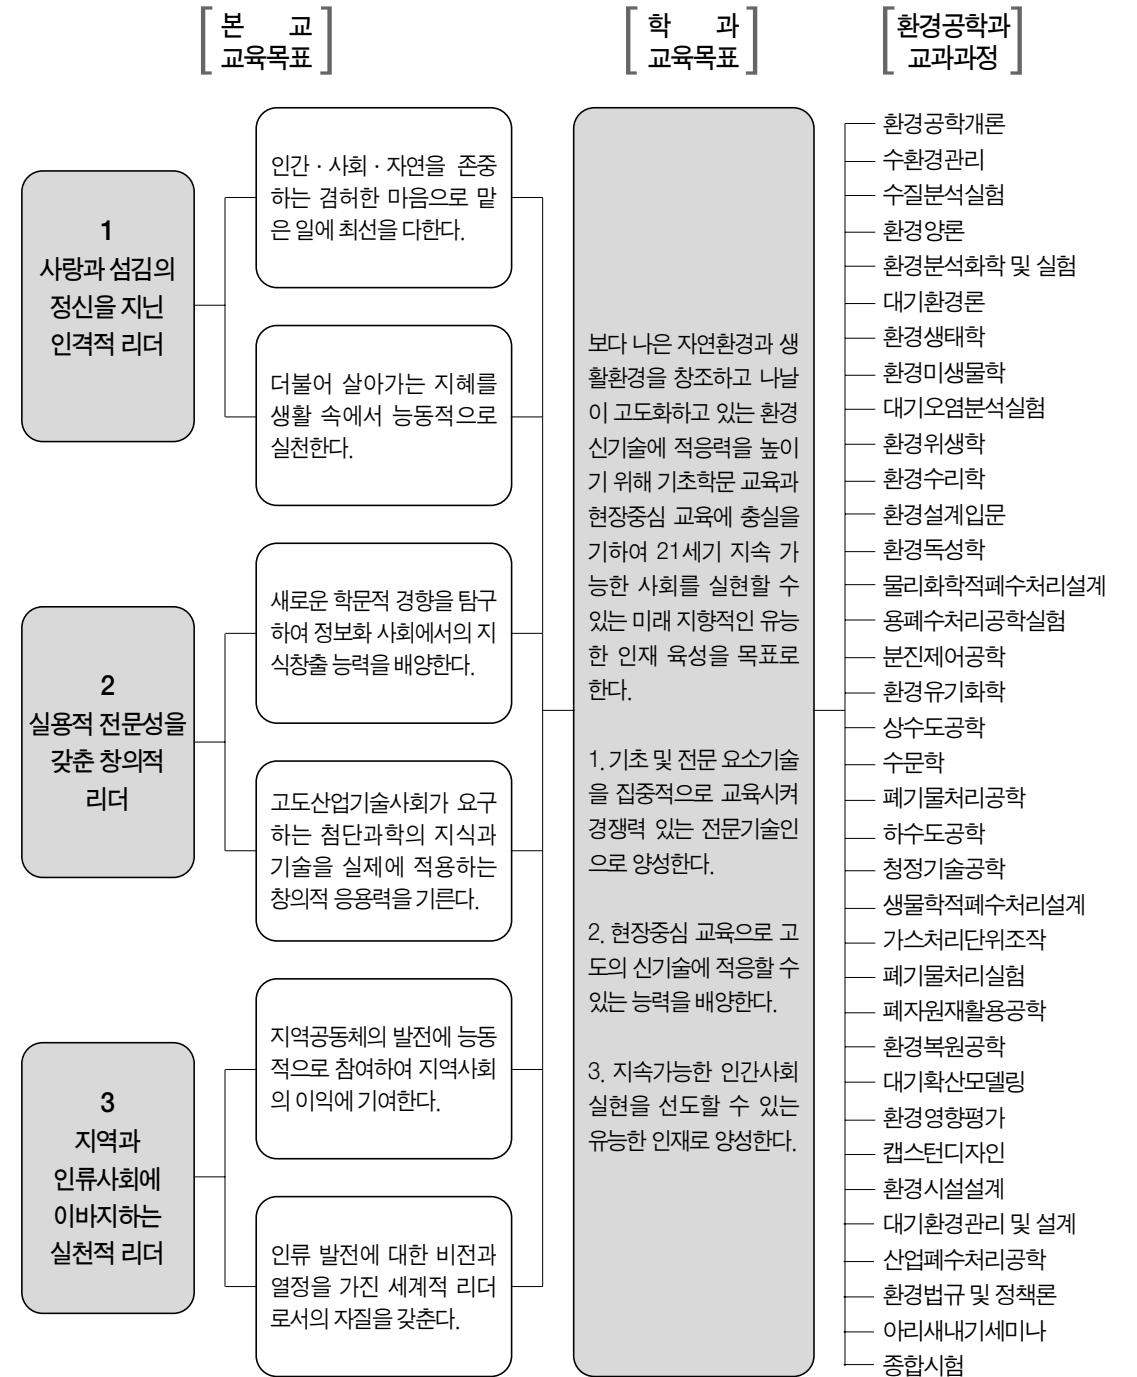 본 교
교육목표
학 과
교육목표
환경공학과
교과과정
1
사랑과 섬김의
정신을 지닌
인격적 리더
2
실용적 전문성을
갖춘 창의적
리더
3
지역과
인류사회에
이바지하는
실천적 리더
인간 · 사회 · 자연을 존중
하는 겸허한 마음으로 맡
은 일에 최선을 다한다.
더불어 살아가는 지혜를
생활 속에서 능동적으로
실천한다.
새로운 학문적 경향을 탐구
하여 정보화 사회에서의 지
식창출 능력을 배양한다.
고도산업기술사회가 요구
하는 첨단과학의 지식과
기술을 실제에 적용하는
창의적 응용력을 기른다.
지역공동체의 발전에 능동
적으로 참여하여 지역사회
의 이익에 기여한다.
인류 발전에 대한 비전과
열정을 가진 세계적 리더
로서의 자질을 갖춘다.
보다 나은 자연환경과 생
활환경을 창조하고 나날
이 고도화하고 있는 환경
신기술에 적응력을 높이
기 위해 기초학문 교육과
현장중심 교육에 충실을
기하여 21세기 지속 가
능한 사회를 실현할 수
있는 미래 지향적인 유능
한 인재 육성을 목표로
한다.
1. 기초 및 전문 요소기술
을 집중적으로 교육시켜
경쟁력 있는 전문기술인
으로 양성한다.
2. 현장중심 교육으로 고
도의 신기술에 적응할 수
있는 능력을 배양한다.
3. 지속가능한 인간사회
실현을 선도할 수 있는
유능한 인재로 양성한다.
환경공학개론
수환경관리
수질분석실험
환경양론
환경분석화학 및 실험
대기환경론
환경생태학
환경미생물학
대기오염분석실험
환경위생학
환경수리학
환경설계입문
환경독성학
물리화학적폐수처리설계
용폐수처리공학실험
분진제어공학
환경유기화학
상수도공학
수문학
폐기물처리공학
하수도공학
청정기술공학
생물학적폐수처리설계
가스처리단위조작
폐기물처리실험
폐자원재활용공학
환경복원공학
대기확산모델링
환경영향평가
캡스턴디자인
환경시설설계
대기환경관리 및 설계
산업폐수처리공학
환경법규 및 정책론
아리새내기세미나
종합시험